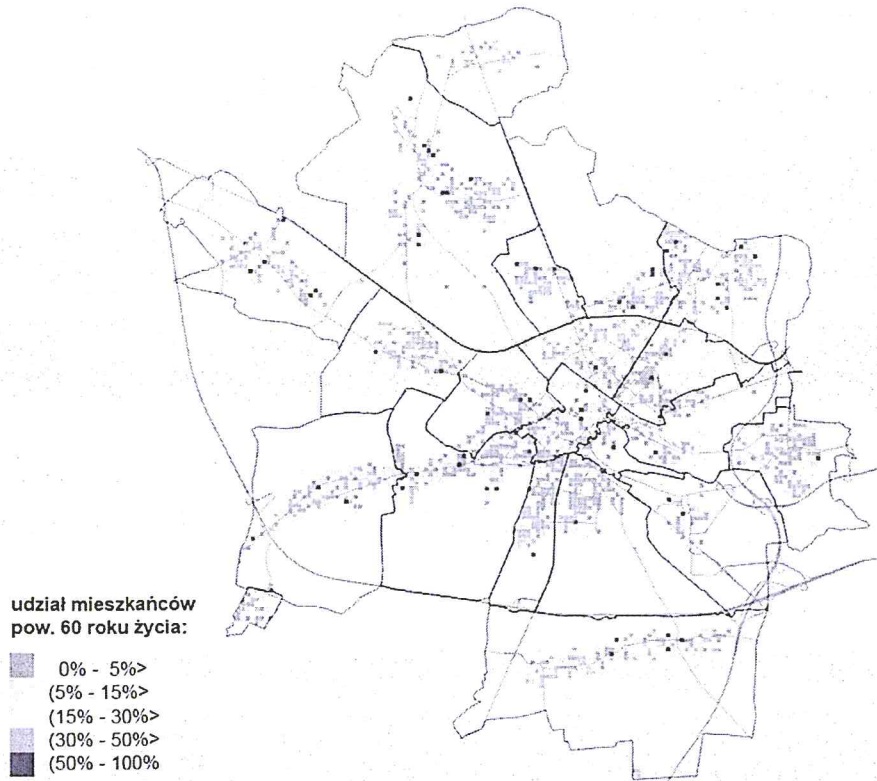 udział mieszkańców
pow. 60 roku życia:
0% - 5%>
(5% - 15%>
(15% - 30%>
(30% - 50%>
(50% - 100%